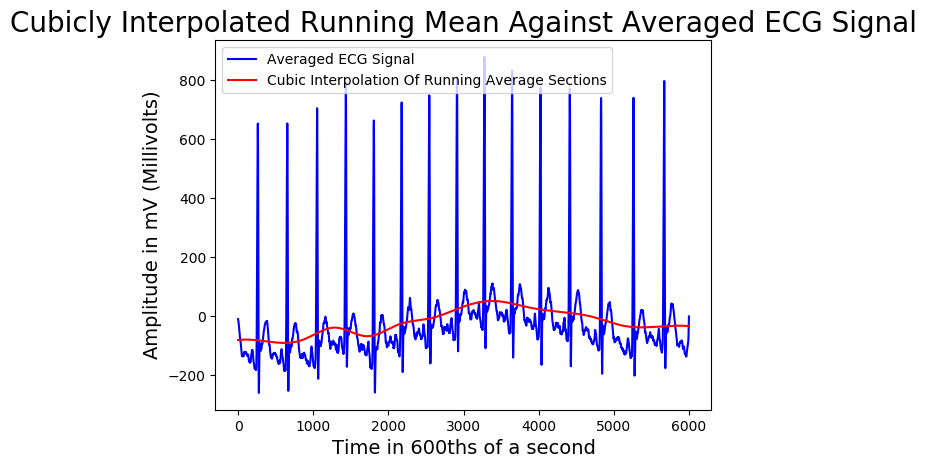 Cubicly Interpolated Running Mean Against Averaged ECG Signal
Averaged ECG Signal
Cubic Interpolation Of Running Average Sections
Amplitude in mV (Millivolts)
800
600
400
200
0
−200
0 1000 2000 3000 4000 5000 6000
Time in 600ths of a second